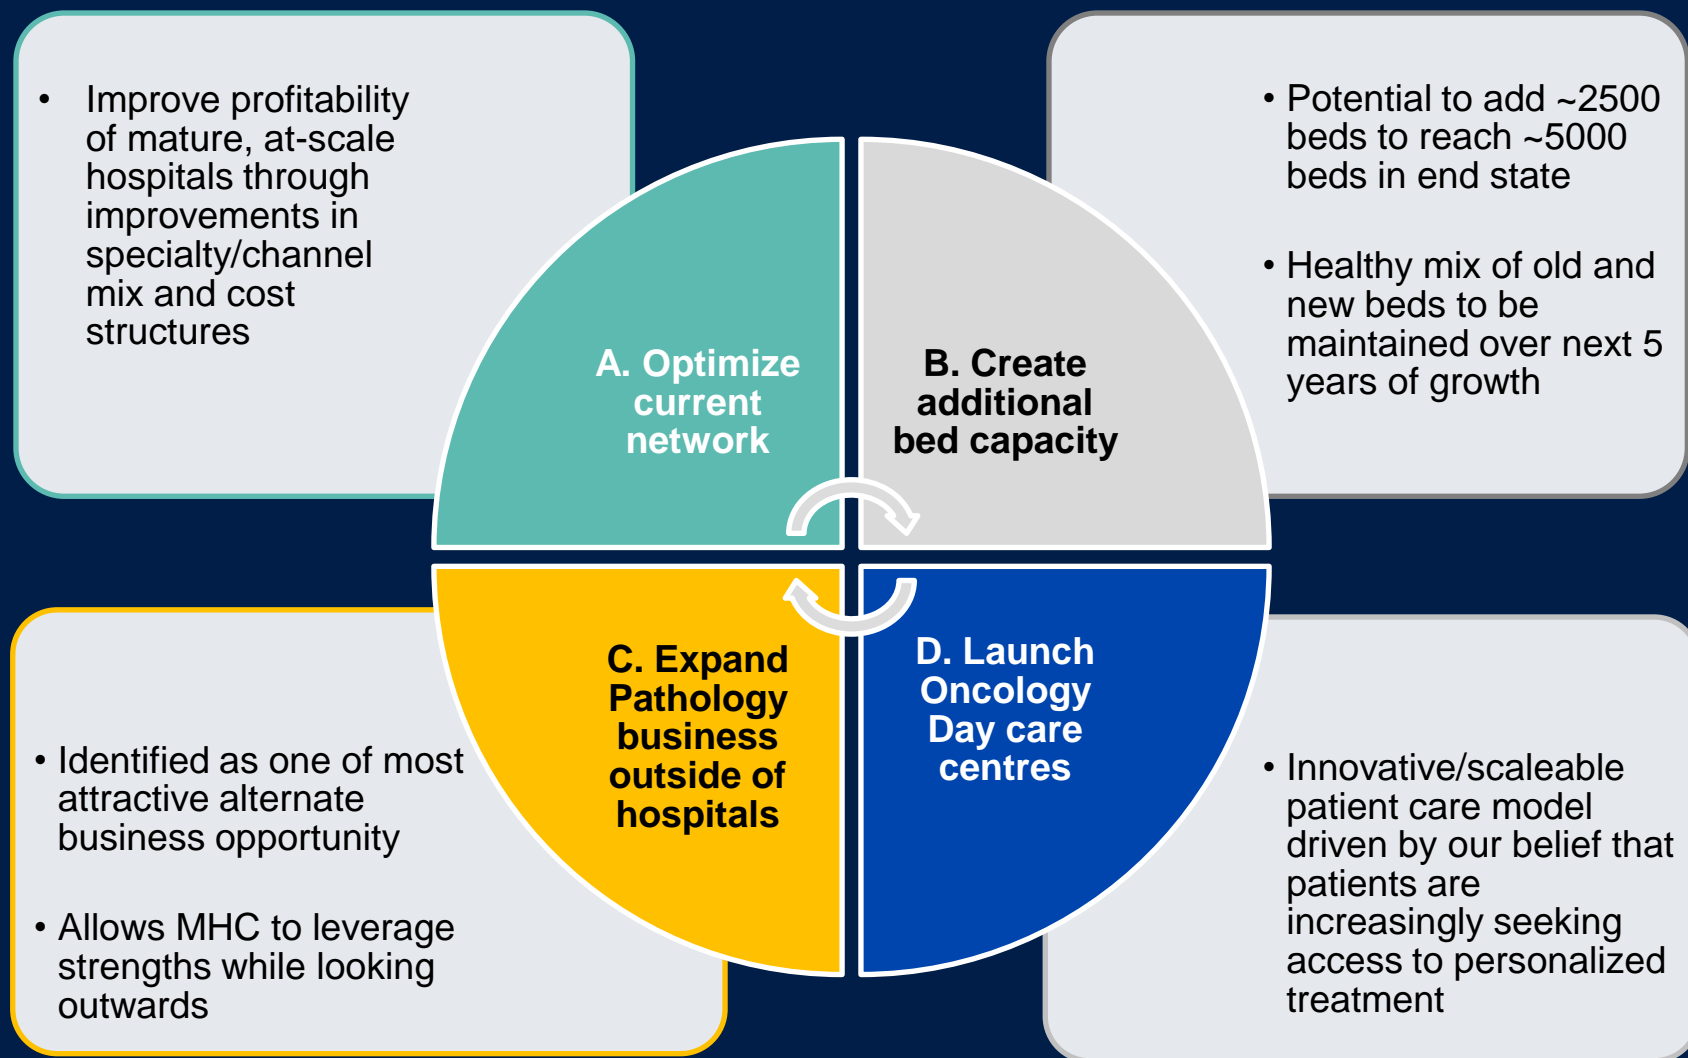 • Improve profitability
of mature, at-scale
hospitals through
improvements in
specialty/channel
mix and cost
structures
A. Optimize
current
network
B. Create
additional
bed capacity
• Potential to add ~2500
beds to reach ~5000
beds in end state
• Healthy mix of old and
new beds to be
maintained over next 5
years of growth
• Identified as one of most
attractive alternate
business opportunity
• Allows MHC to leverage
strengths while looking
outwards
C. Expand
Pathology
business
outside of
hospitals
D. Launch
Oncology
Day care
centres
• Innovative/scaleable
patient care model
driven by our belief that
patients are
increasingly seeking
access to personalized
treatment